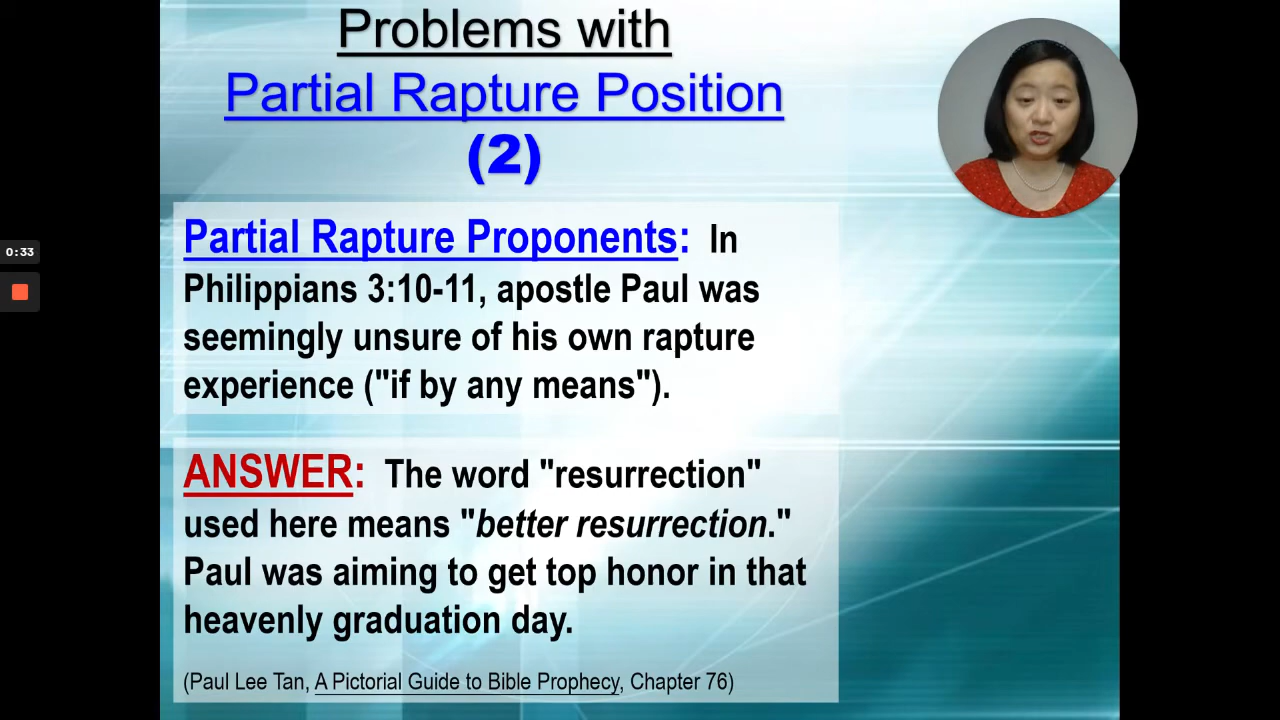 Problems with
Partial Rapture Position
(2)
0:33
Partial Rapture Proponents: In
Philippians 3:10-11, apostle Paul was
seemingly unsure of his own rapture
experience ("if by any means").
ANSWER: The word "resurrection"
used here means "better resurrection."
Paul was aiming to get top honor in that
heavenly graduation day.
(Paul Lee Tan, A Pictorial Guide to Bible Prophecy, Chapter 76)